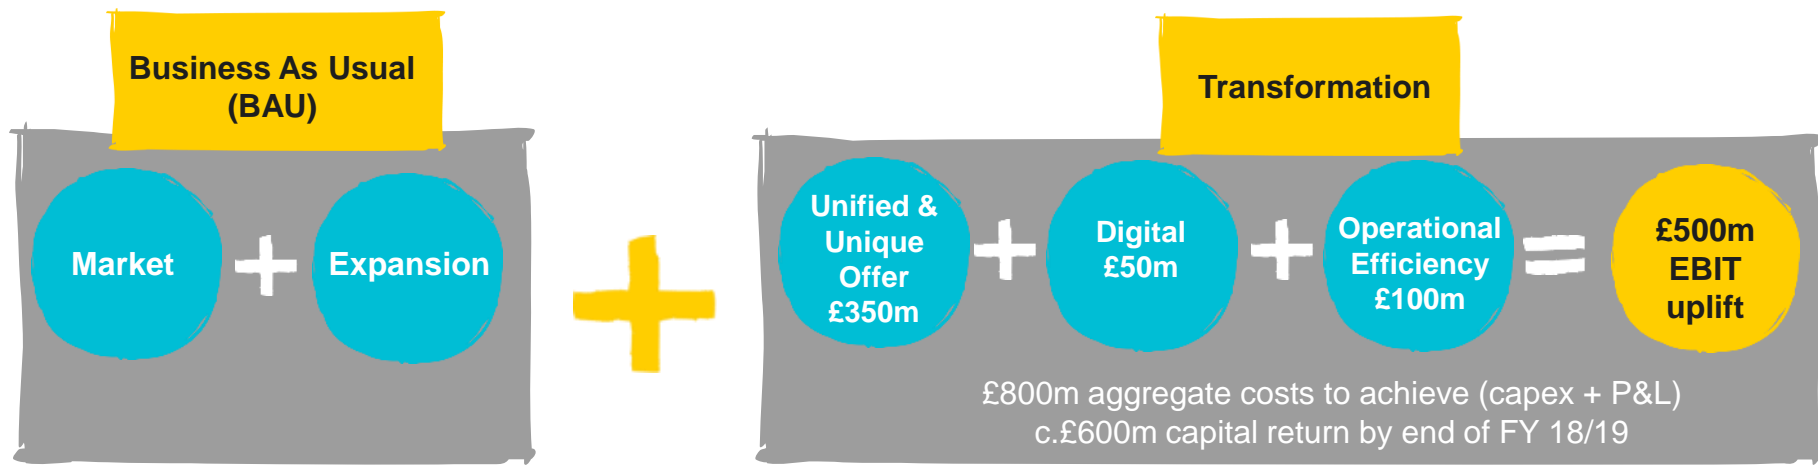 Business As Usual
(BAU)
Market
Expansion
Transformation
Unified &
Unique
Offer
£350m
Digital
£50m
Operational
Efficiency
£100m
£500m
EBIT
uplift
£800m aggregate costs to achieve (capex + P&L)
c.£600m capital return by end of FY 18/19